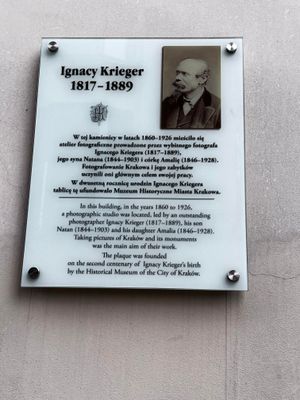 Ignacy Krieger
1817–1889
W tej kamienicy w latach 1860–1926 mieściło się
atelier fotograficzne prowadzone przez wybitnego fotografa
Ignacego Kriegera (1817–1889),
jego syna Natana (1844–1903) i córkę Amalię (1846–1928).
Fotografowanie Krakowa i jego zabytków
uczynili oni głównym celem swojej pracy.
W dwusetną rocznicę urodzin Ignacego Kriegera
tablicę tę ufundowało Muzeum Historyczne Miasta Krakowa.
In this building, in the years 1860 to 1926,
a photographic studio was located, led by an outstanding
photographer Ignacy Krieger (1817–1889), his son
Natan (1844–1903) and his daughter Amalia (1846–1928).
Taking pictures of Kraków and its monuments
was the main aim of their work.
The plaque was founded
on the second centenary of Ignacy Krieger's birth
by the Historical Museum of the City of Kraków.